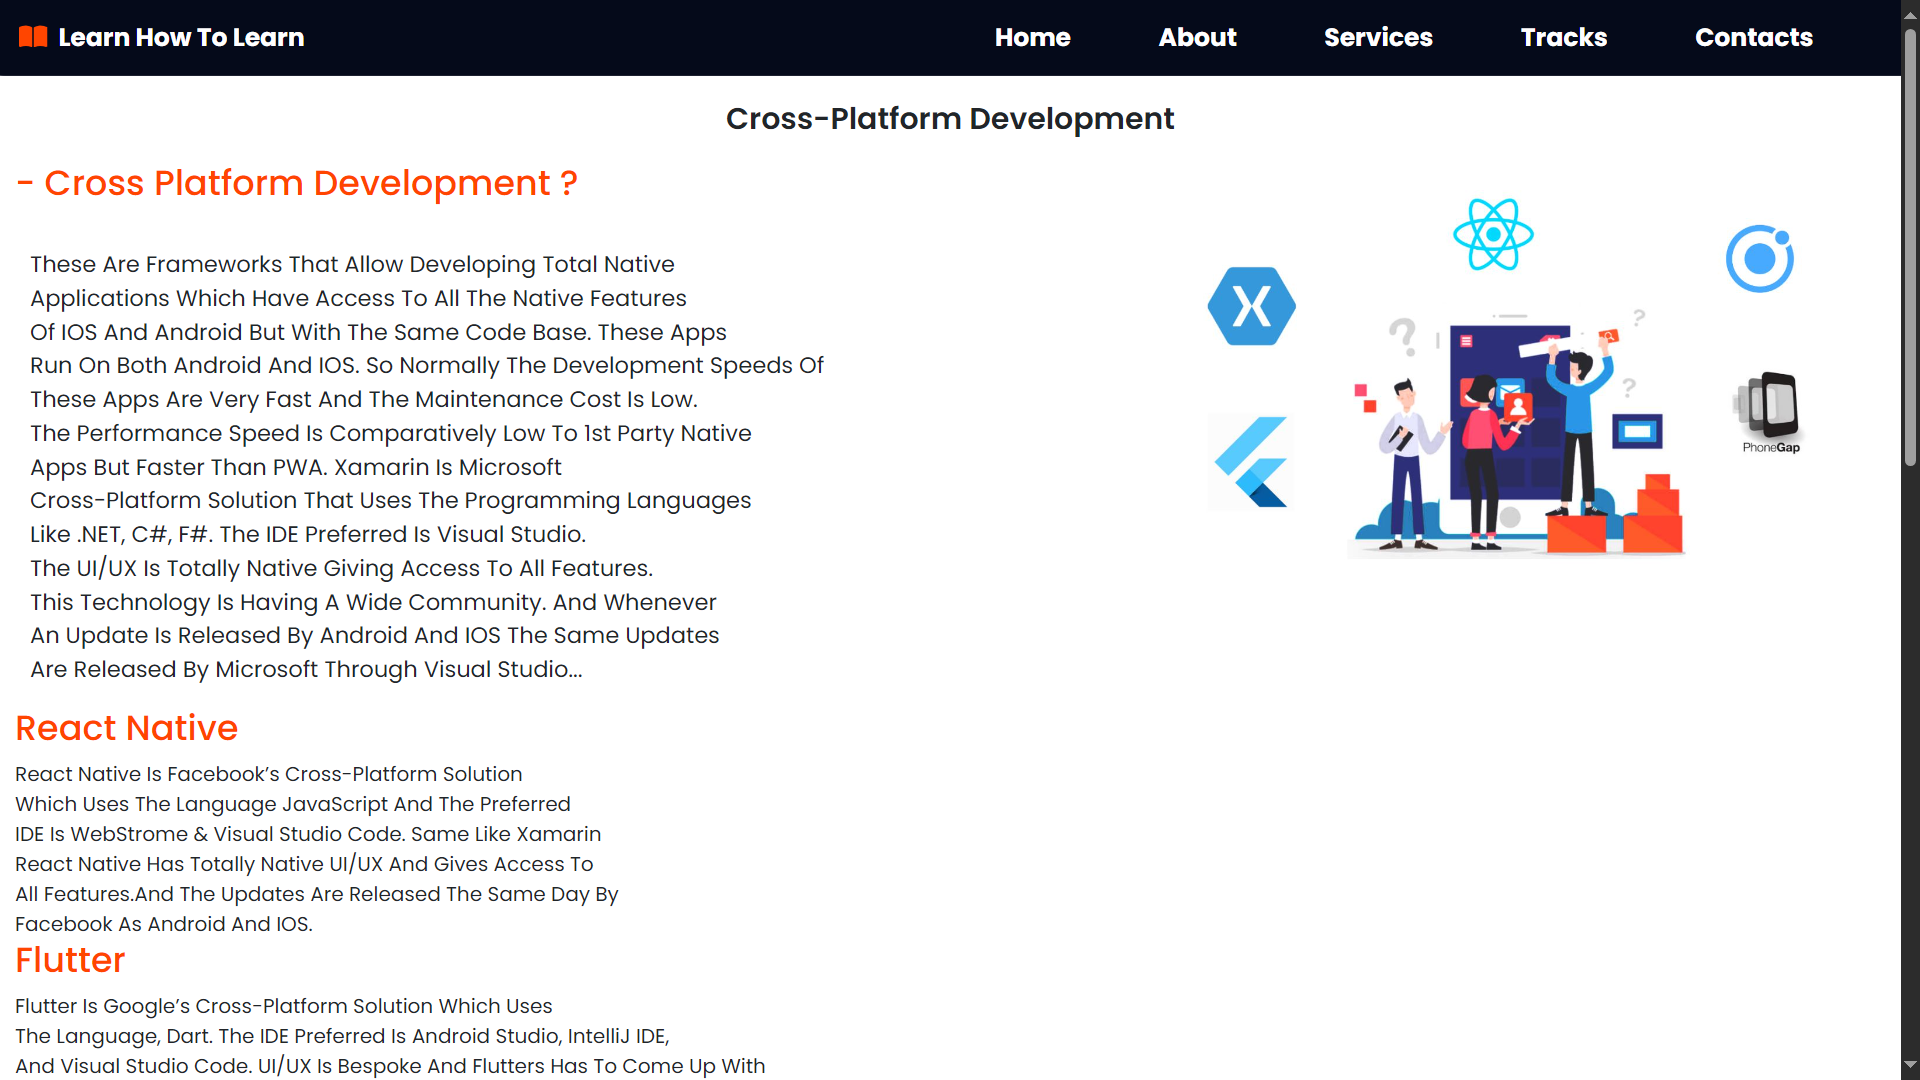 Learn How To Learn
Home About Services Tracks Contacts
Cross-Platform Development
- Cross Platform Development ?
These Are Frameworks That Allow Developing Total Native
Applications Which Have Access To All The Native Features
Of IOS And Android But With The Same Code Base. These Apps
Run On Both Android And IOS. So Normally The Development Speeds Of
These Apps Are Very Fast And The Maintenance Cost Is Low.
The Performance Speed Is Comparatively Low To 1st Party Native
Apps But Faster Than PWA. Xamarin Is Microsoft
Cross-Platform Solution That Uses The Programming Languages
Like .NET, C#, F#. The IDE Preferred Is Visual Studio.
The UI/UX Is Totally Native Giving Access To All Features.
This Technology Is Having A Wide Community. And Whenever
An Update Is Released By Android And IOS The Same Updates
Are Released By Microsoft Through Visual Studio...
PhoneGap
React Native
React Native Is Facebook’s Cross-Platform Solution
Which Uses The Language JavaScript And The Preferred
IDE Is WebStrome & Visual Studio Code. Same Like Xamarin
React Native Has Totally Native UI/UX And Gives Access To
All Features.And The Updates Are Released The Same Day By
Facebook As Android And IOS.
Flutter
Flutter Is Google’s Cross-Platform Solution Which Uses
The Language, Dart. The IDE Preferred Is Android Studio, IntelliJ IDE,
And Visual Studio Code. UI/UX Is Bespoke And Flutters Has To Come Up With